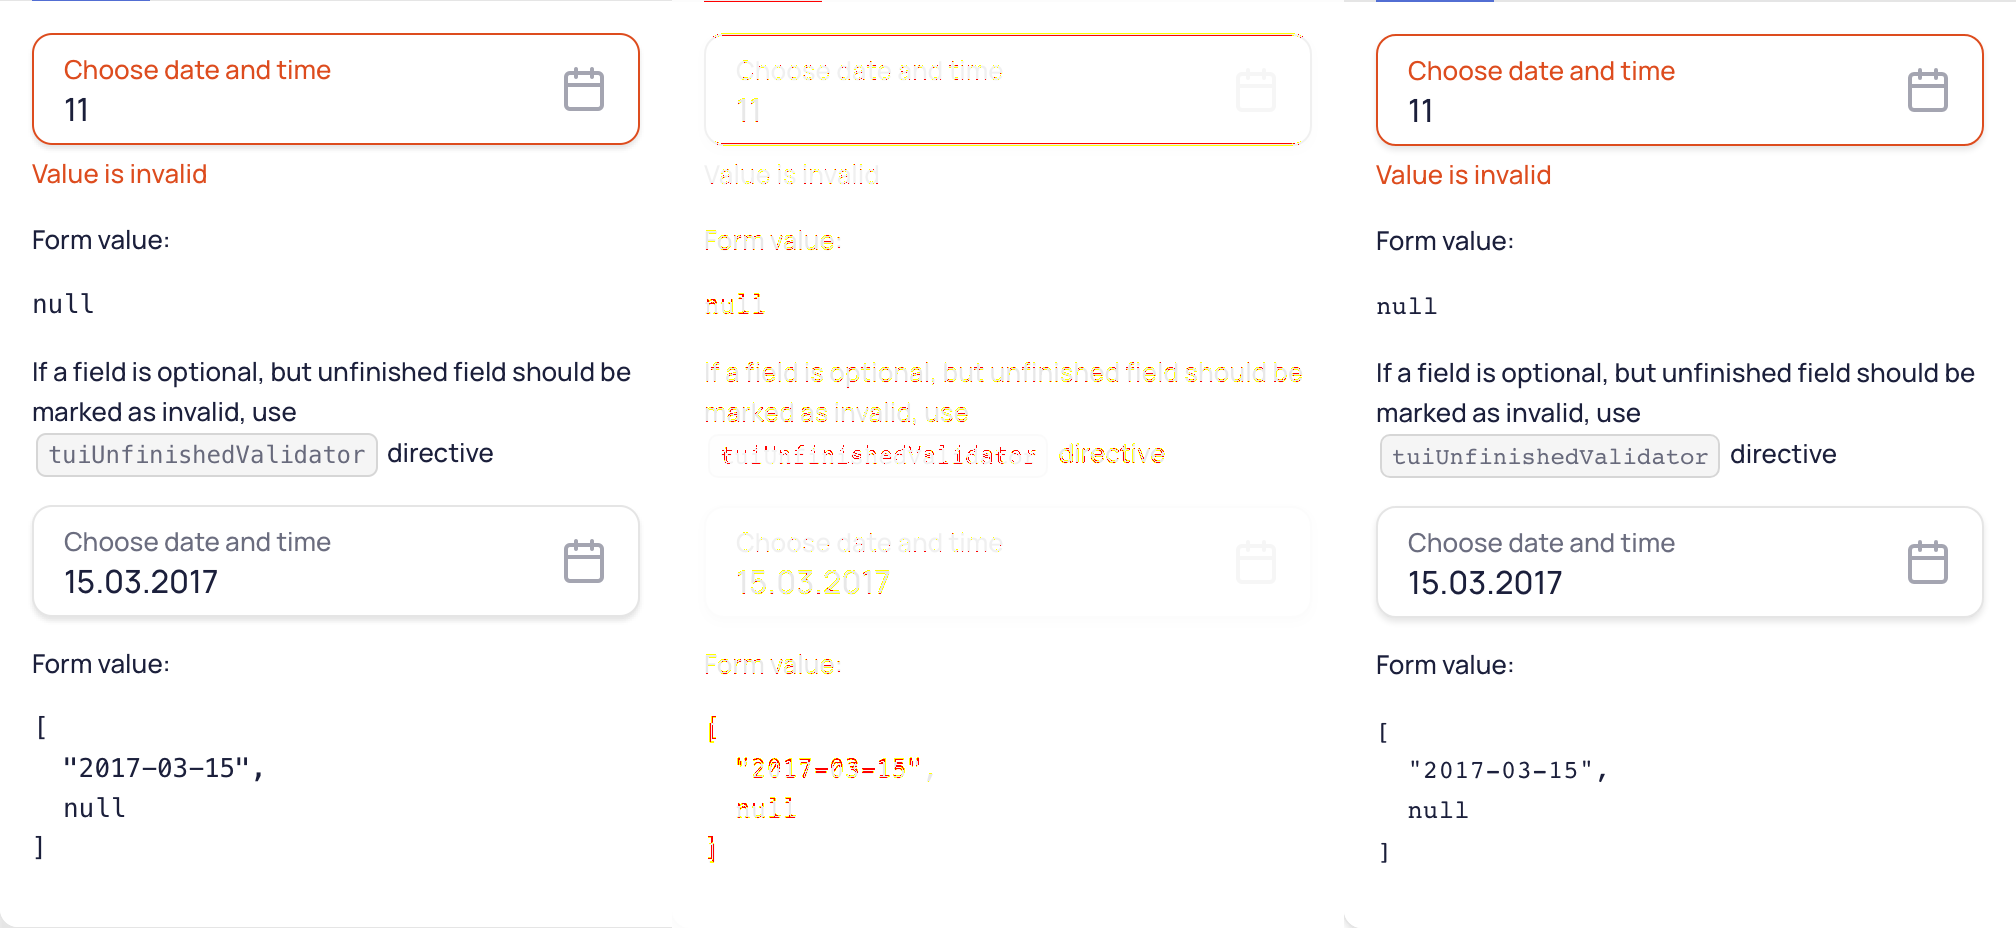 Choose date and time
11
Value is invalid
Form value:
null
If a field is optional, but unfinished field should be
marked as invalid, use
tuiUnfinishedValidator directive
Choose date and time
15.03.2017
Form value:
[
"2017-03-15",
null
]
Choose date and time
11
Value is invalid
Form value:
null
If a field is optional, but unfinished field should be
marked as invalid, use
tuiUnfinishedValidator directive
Choose date and time
15.03.2017
Form value:
[
"2017-03-15",
null
]
Choose date and time
11
Value is invalid
Form value:
null
If a field is optional, but unfinished field should be
marked as invalid, use
tuiUnfinishedValidator directive
Choose date and time
15.03.2017
Form value:
[
"2017-03-15",
null
]